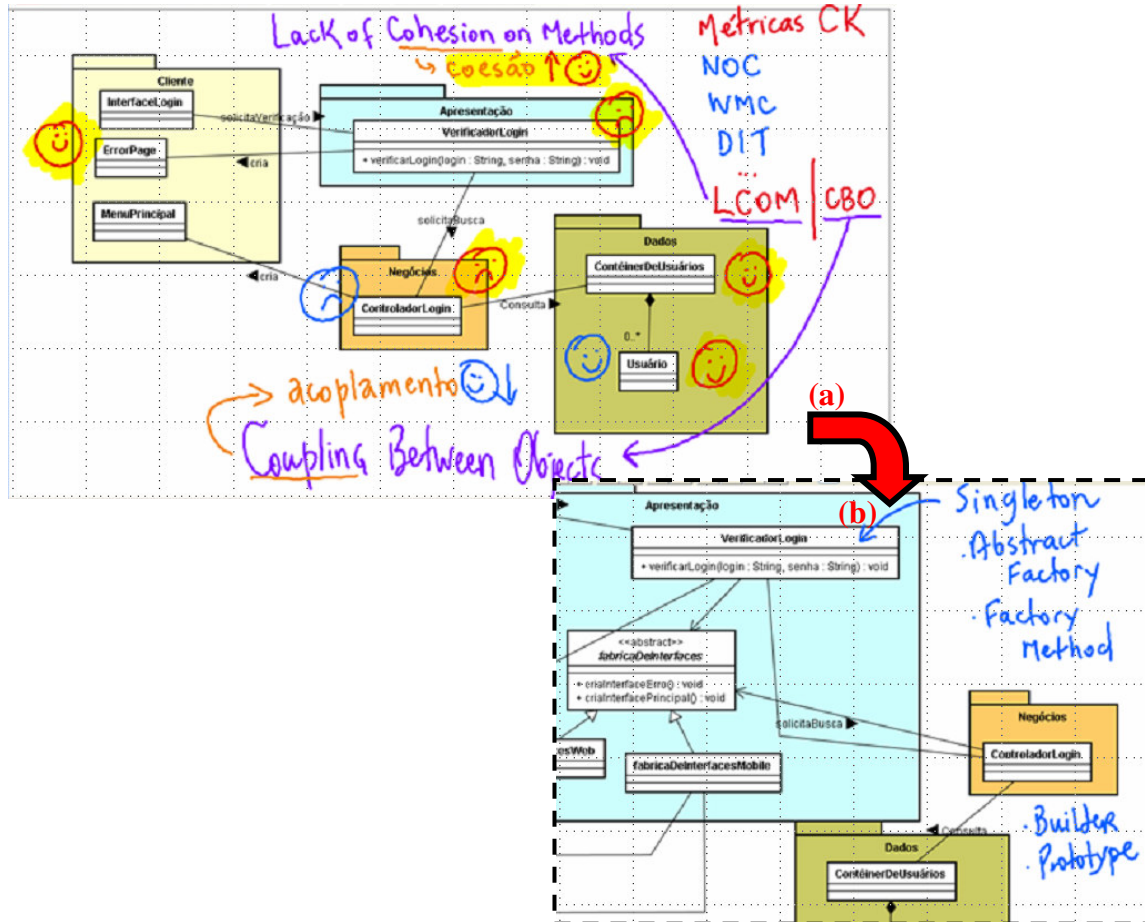 Lack of Cohesion on Methods
↳ coesão ↑
Métricas CK
NOC
WMC
DIT
...
LCOM | CBO
Cliente
InterfaceLogin
solicitaVerificação
ErrorPage
cria
MenuPrincipal
cria
Apresentação
VerificadorLogin
+ verificarLogin(login : String, senha : String) : void
solicitaBusca
Negócios
ControladorLogin
Consulta
Dados
ContêinerDeUsuários
0..*
Usuário
acoplamento
Coupling Between Objects
(a)
(b)
Apresentação
VerificadorLogin
+ verificarLogin(login : String, senha : String) : void
<<abstract>>
fabricaDeInterfaces
+ criaInterfaceErro() : void
+ criaInterfacePrincipal() : void
solicitaBusca
esWeb
fabricaDeInterfacesMobile
Singleton
. Abstract
Factory
. Factory
Method
Negócios
ControladorLogin
Consulta
. Builder
. Prototype
Dados
ContêinerDeUsuários